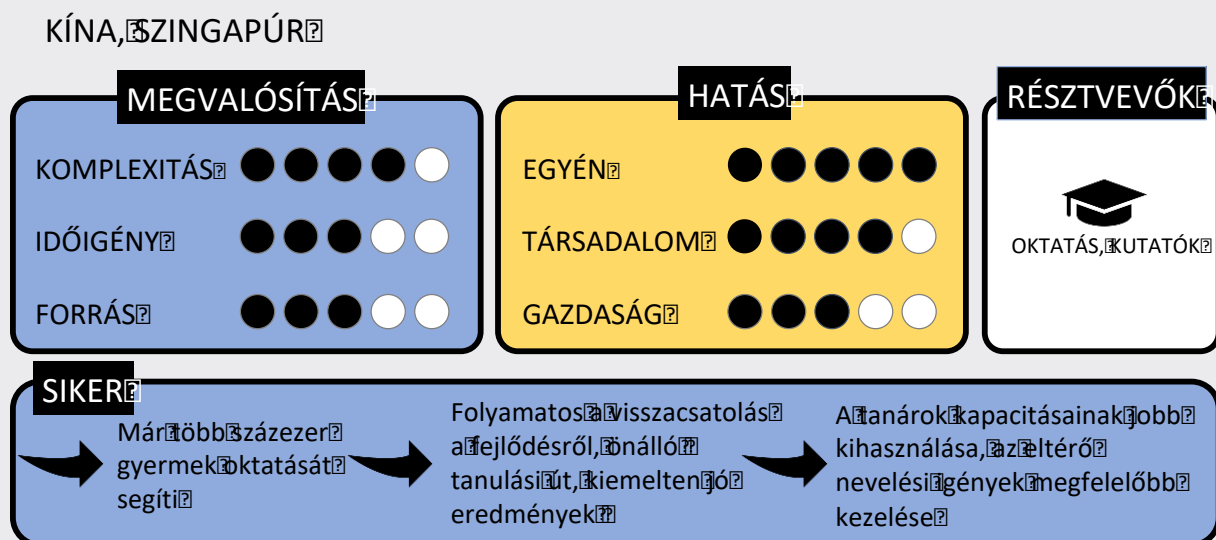 KÍNA, SZINGAPÚR
MEGVALÓSÍTÁS
KOMPLEXITÁS
IDŐIGÉNY
FORRÁS
HATÁS
EGYÉN
TÁRSADALOM
GAZDASÁG
RÉSZTVEVŐK
OKTATÁS, KUTATÓK
SIKER
Már több százezer
gyermek oktatását
segíti
Folyamatos a visszacsatolás
a fejlődésről, önálló
tanulási út, kiemelten jó
eredmények
A tanárok kapacitásainak jobb
kihasználása, az eltérő
nevelési igények megfelelőbb
kezelése